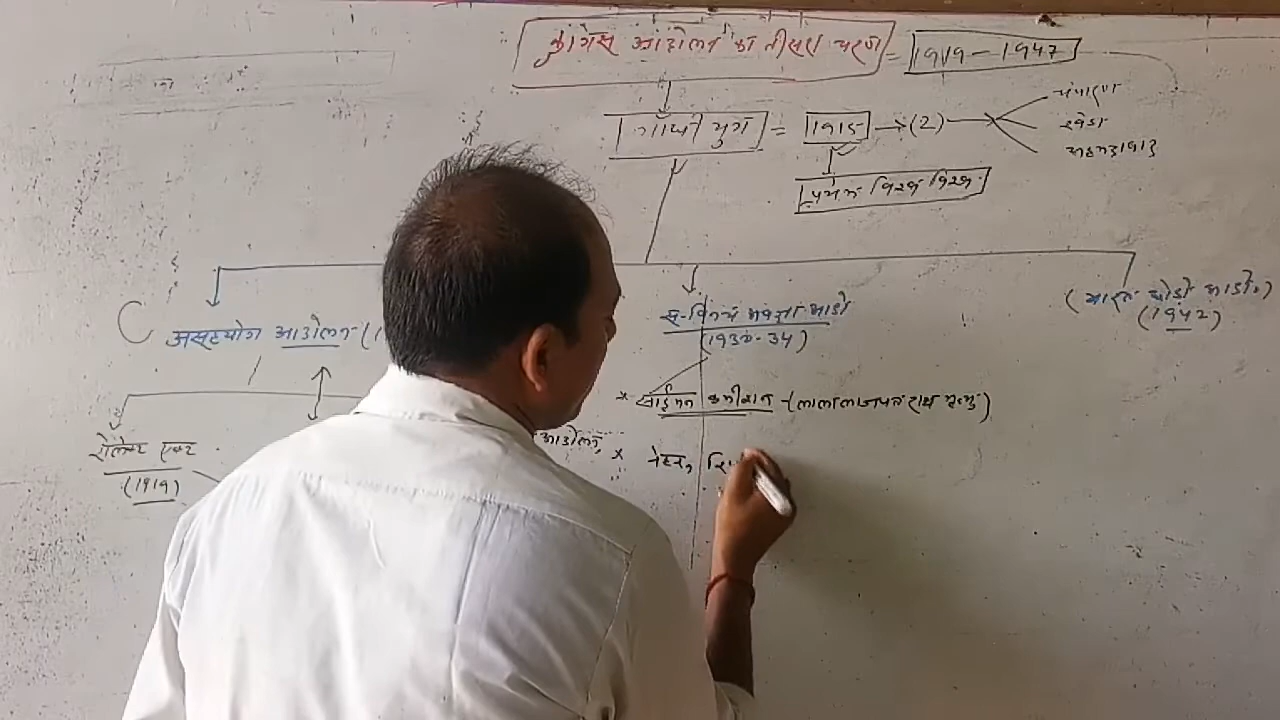 कांग्रेस आंदोलन का तीसरा चरण = 1919 - 1947
गांधी युग = 1915 → (2)
चंपारण
खेडा
अहमदाबाद
प्रथम विश्व
असहयोग आंदोलन (1
स-विनय अवज्ञा आंदो
(1930-34)
(भारत छोडो आंदो.)
(1942)
* साईमन कमीशन - (लाला लाजपत राय मृत्यु)
रोलेक्ट एक्ट
(1919)
आंदोलन,
* नेहरू रि